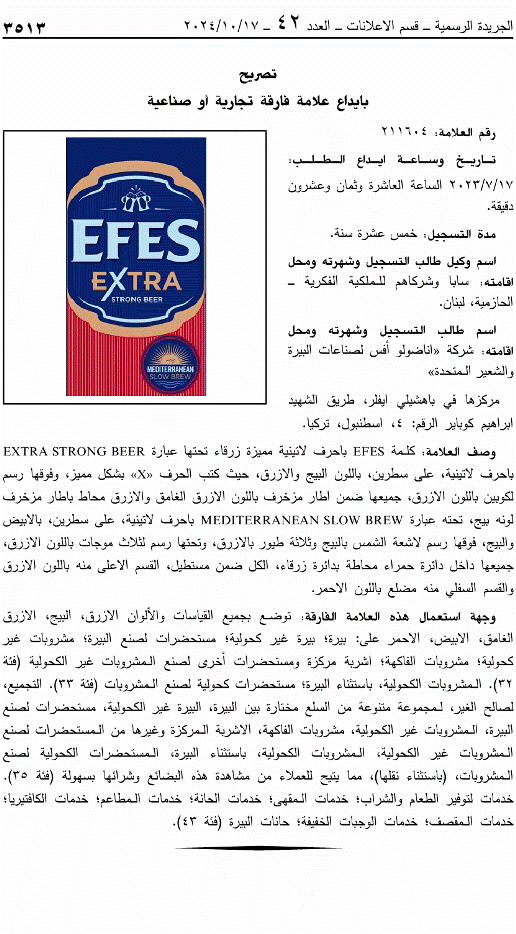 الجريدة الرسمية ـ قسم الاعلانات ـ العدد ٤٢ ـ ٢٠٢٤/١٠/١٧
٣٥١٣
تصريح
بايداع علامة فارقة تجارية أو صناعية
رقم العلامة: ٢١١٦٠٤
تـاريـخ وسـاعـة ايـداع الـطـلـب:
٢٠٢٣/٧/١٧ الساعة العاشرة وثمان وعشرون
دقيقة.
مدة التسجيل: خمس عشرة سنة.
اسم وكيل طالب التسجيل وشهرته ومحل
اقامته: سابا وشركاهم للملكية الفكرية ـ
الحازمية، لبنان.
اسم طالب التسجيل وشهرته ومحل
اقامته: شركة «اناضولو أفس لصناعات البيرة
والشعير المتحدة»
مركزها في باهشيلي ايفلر، طريق الشهيد
ابراهيم كوباير الرقم: ٤، اسطنبول، تركيا.
EFES
EXTRA
STRONG BEER
MEDITERRANEAN
SLOW BREW
وصف العلامة: كلمة EFES باحرف لاتينية مميزة زرقاء تحتها عبارة EXTRA STRONG BEER
باحرف لاتينية، على سطرين، باللون البيج والازرق، حيث كتب الحرف «X» بشكل مميز، وفوقها رسم
لكوبين باللون الازرق، جميعها ضمن اطار مزخرف باللون الازرق الغامق والازرق محاط باطار مزخرف
لونه بيج، تحته عبارة MEDITERRANEAN SLOW BREW باحرف لاتينية، على سطرين، بالابيض
والبيج، فوقها رسم لاشعة الشمس بالبيج وثلاثة طيور بالازرق، وتحتها رسم لثلاث موجات باللون الازرق،
جميعها داخل دائرة حمراء محاطة بدائرة زرقاء، الكل ضمن مستطيل، القسم الاعلى منه باللون الازرق
والقسم السفلي منه مضلع باللون الاحمر.
وجهة استعمال هذه العلامة الفارقة: توضع بجميع القياسات والألوان الازرق، البيج، الازرق
الغامق، الابيض، الاحمر على: بيرة؛ بيرة غير كحولية؛ مستحضرات لصنع البيرة؛ مشروبات غير
كحولية؛ مشروبات الفاكهة؛ اشربة مركزة ومستحضرات أخرى لصنع المشروبات غير الكحولية (فئة
٣٢). المشروبات الكحولية، باستثناء البيرة؛ مستحضرات كحولية لصنع المشروبات (فئة ٣٣). التجميع،
لصالح الغير، لمجموعة متنوعة من السلع مختارة بين البيرة، البيرة غير الكحولية، مستحضرات لصنع
البيرة، المشروبات غير الكحولية، مشروبات الفاكهة، الاشربة المركزة وغيرها من المستحضرات لصنع
المشروبات غير الكحولية، المشروبات الكحولية، باستثناء البيرة، المستحضرات الكحولية لصنع
المشروبات، (باستثناء نقلها)، مما يتيح للعملاء من مشاهدة هذه البضائع وشرائها بسهولة (فئة ٣٥).
خدمات لتوفير الطعام والشراب؛ خدمات المقهى؛ خدمات الحانة؛ خدمات المطاعم؛ خدمات الكافتيريا؛
خدمات المقصف؛ خدمات الوجبات الخفيفة؛ حانات البيرة (فئة ٤٣).